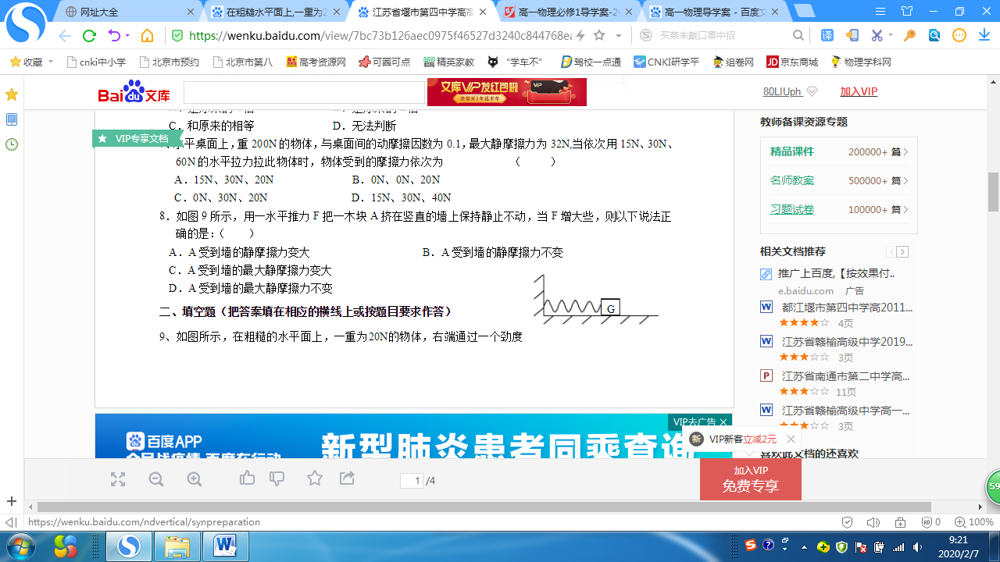 网址大全
在粗糙水平面上,一重为2
江苏省堰市第四中学高高
高一物理必修1导学案-20
高一物理导学案 - 百度文
https://wenku.baidu.com/view/7bc73b126aec0975f46527d3240c844768ea
买菜未戴口罩中招
收藏 cnki中小学 北京市预约 北京市第八 高考资源网 可圈可点 精英家教 “学车不” 驾校一点通 CNKI研学平 组卷网 京东商城 物理学科网
Bai du 文库
文库VIP发红包啦
会员买1年送半年
80LIUph 加入VIP
C．和原来的相等 D．无法判断
VIP专享文档
水平桌面上，重 200N 的物体，与桌面间的动摩擦因数为 0.1，最大静摩擦力为 32N,当依次用 15N、30N、
60N 的水平拉力拉此物体时，物体受到的摩擦力依次为 （ ）
A．15N、30N、20N B．0N、0N、20N
C．0N、30N、20N D．15N、30N、40N
8．如图 9 所示，用一水平推力 F 把一木块 A 挤在竖直的墙上保持静止不动，当 F 增大些，则以下说法正
确的是:（ ）
A．A 受到墙的静摩擦力变大 B．A 受到墙的静摩擦力不变
C．A 受到墙的最大静摩擦力变大
D．A 受到墙的最大静摩擦力不变
G
二、填空题（把答案填在相应的横线上或按题目要求作答）
9、如图所示，在粗糙的水平面上，一重为20N的物体，右端通过一个劲度
教师备课资源专题
精品课件 200000+ 篇
名师教案 500000+ 篇
习题试卷 100000+ 篇
相关文档推荐
推广上百度,【按效果付..
e.baidu.com 广告
都江堰市第四中学高2011...
4页
江苏省赣榆高级中学2019...
3页
江苏省南通市第二中学高...
11页
江苏省赣榆高级中学高一...
3页
喜欢此文档的还喜欢
百度APP
新型肺炎患者同乘查询
VIP去广告
新 VIP新客立减2元
加入VIP
免费专享
1 /4
59
https://wenku.baidu.com/ndvertical/synpreparation
0 100%
9:21
2020/2/7